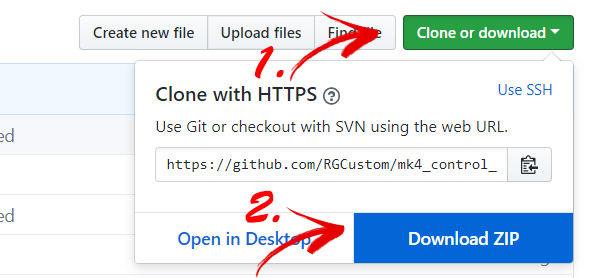 Create new file Upload files Find file Clone or download
1.
Clone with HTTPS ? Use SSH
ed
Use Git or checkout with SVN using the web URL.
https://github.com/RGCustom/mk4_control_
ed
2.
Open in Desktop Download ZIP